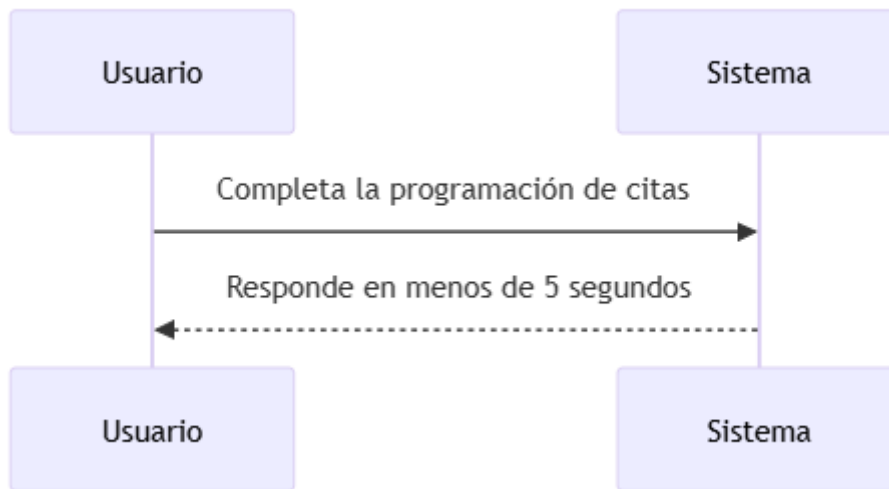 Usuario
Sistema
Completa la programación de citas
Responde en menos de 5 segundos
Usuario
Sistema